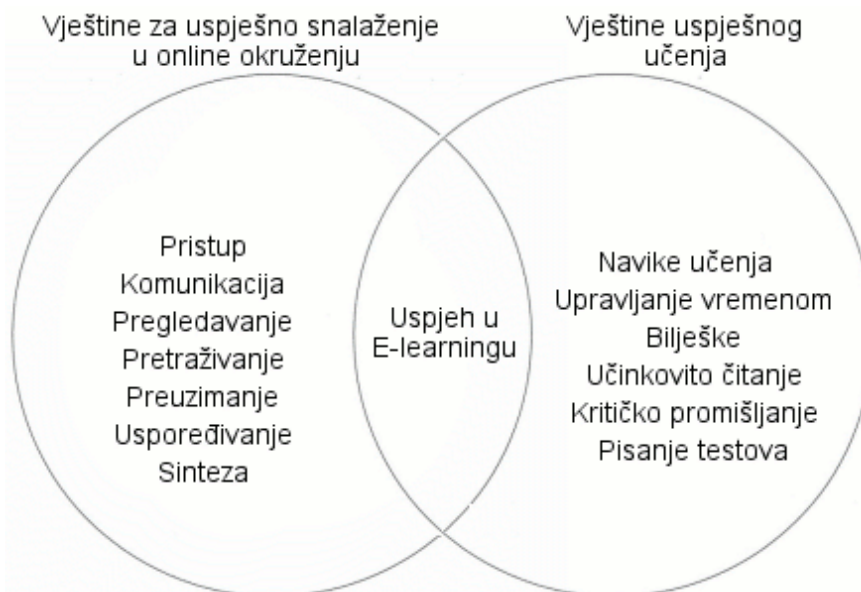 Vještine za uspješno snalaženje
u online okruženju
Vještine uspješnog
učenja
Pristup
Komunikacija
Pregledavanje
Pretraživanje
Preuzimanje
Uspoređivanje
Sinteza
Uspjeh u
E-learningu
Navike učenja
Upravljanje vremenom
Bilješke
Učinkovito čitanje
Kritičko promišljanje
Pisanje testova